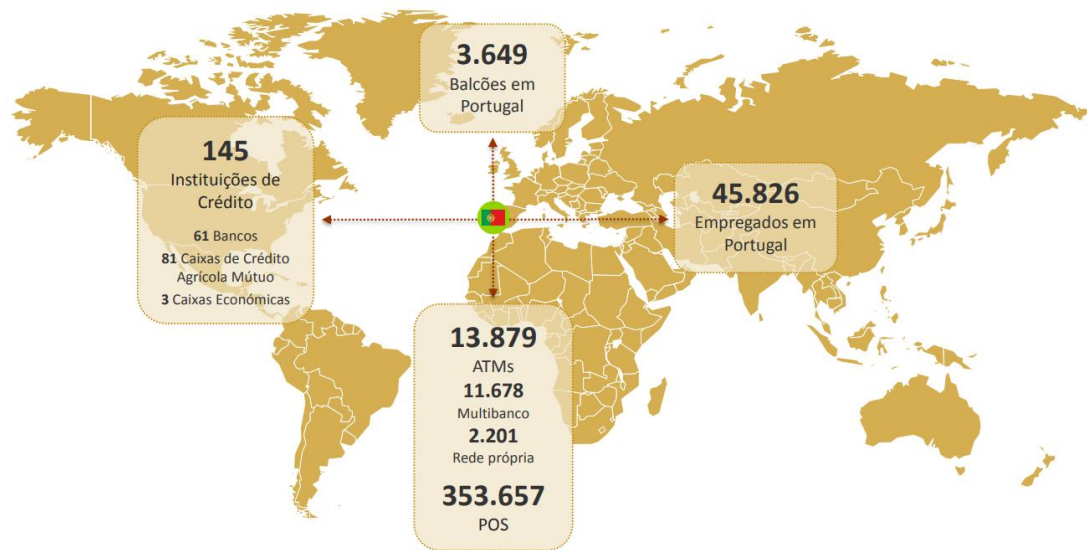 3.649
Balcões em
Portugal
145
Instituições de
Crédito
61 Bancos
81 Caixas de Crédito
Agrícola Mútuo
3 Caixas Económicas
45.826
Empregados em
Portugal
13.879
ATMs
11.678
Multibanco
2.201
Rede própria
353.657
POS